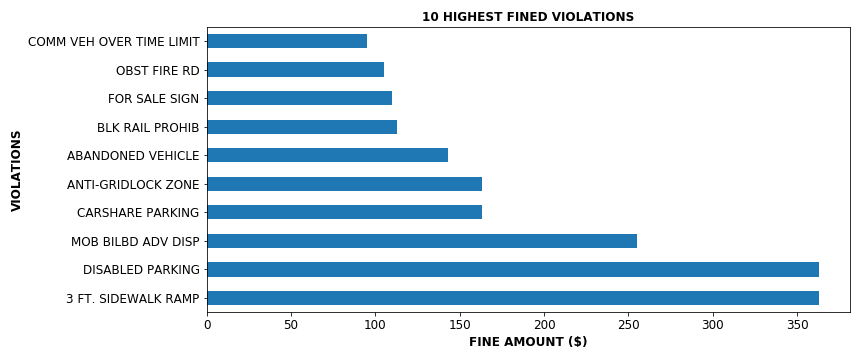 10 HIGHEST FINED VIOLATIONS
VIOLATIONS
COMM VEH OVER TIME LIMIT
OBST FIRE RD
FOR SALE SIGN
BLK RAIL PROHIB
ABANDONED VEHICLE
ANTI-GRIDLOCK ZONE
CARSHARE PARKING
MOB BILBD ADV DISP
DISABLED PARKING
3 FT. SIDEWALK RAMP
0 50 100 150 200 250 300 350
FINE AMOUNT ($)